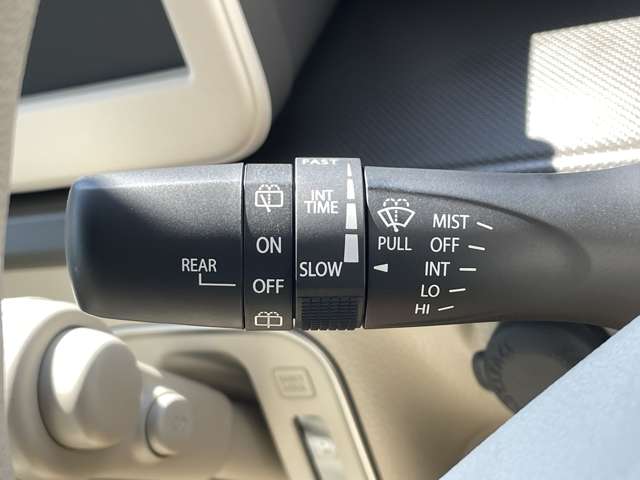 FAST
INT
TIME
SLOW
REAR
ON
OFF
PULL
MIST
OFF
INT
LO
HI